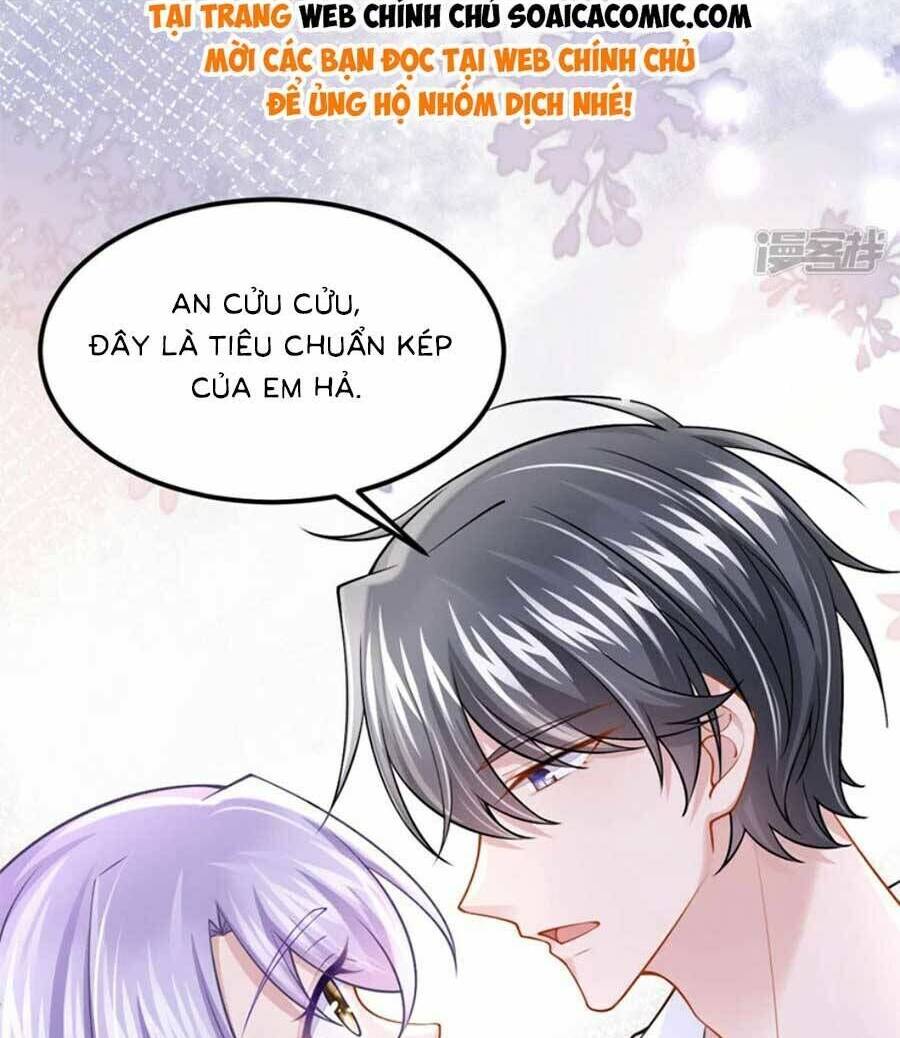 TẠI TRANG WEB CHÍNH CHỦ SOAICACOMIC.COM
MỜI CÁC BẠN ĐỌC TẠI WEB CHÍNH CHỦ
ĐỂ ỦNG HỘ NHÓM DỊCH NHÉ!
漫客栈
AN CỬU CỬU,
ĐÂY LÀ TIÊU CHUẨN KÉP
CỦA EM HẢ.